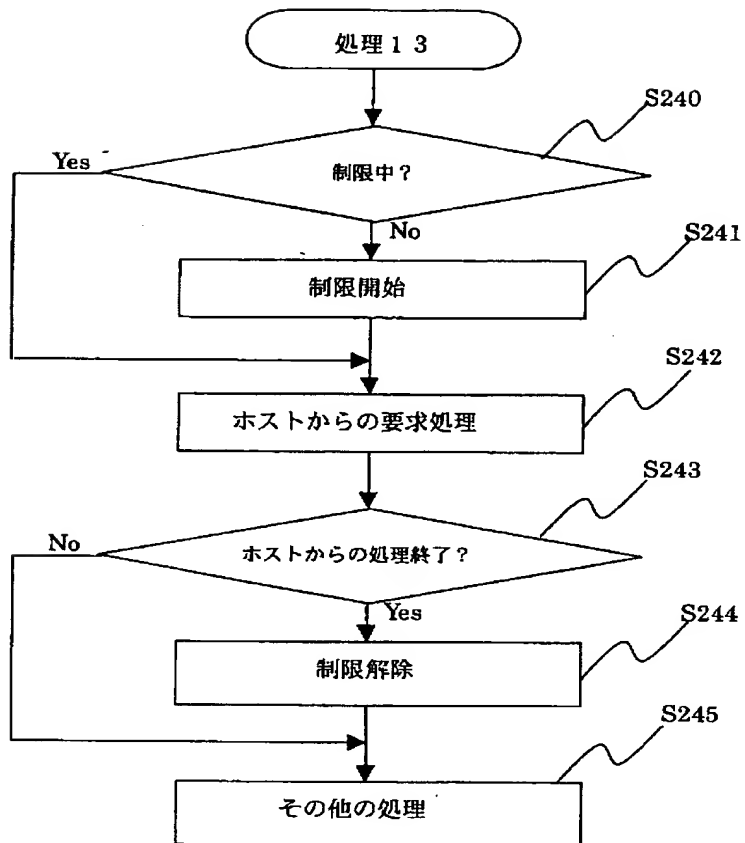 処理１３
S240
Yes
制限中？
No
S241
制限開始
S242
ホストからの要求処理
S243
No
ホストからの処理終了？
Yes
S244
制限解除
S245
その他の処理